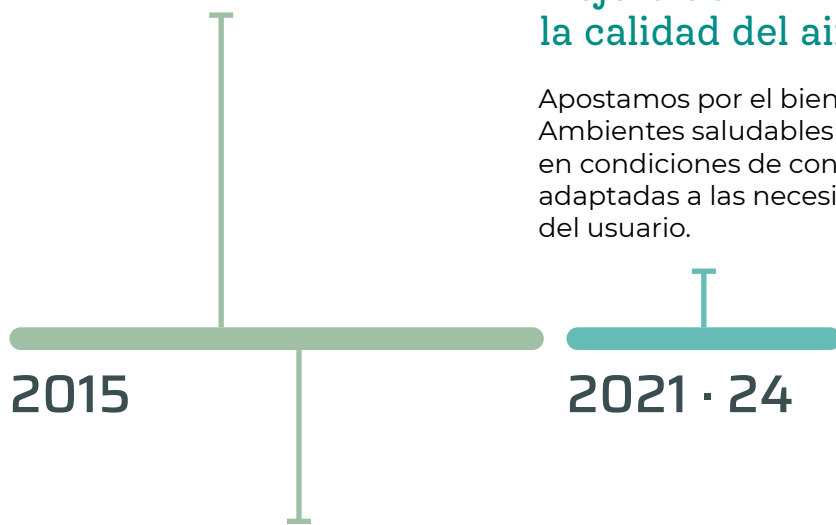 la calidad del ai
Apostamos por el bien
Ambientes saludables
en condiciones de con
adaptadas a las necesi
del usuario.
2015
2021 · 24